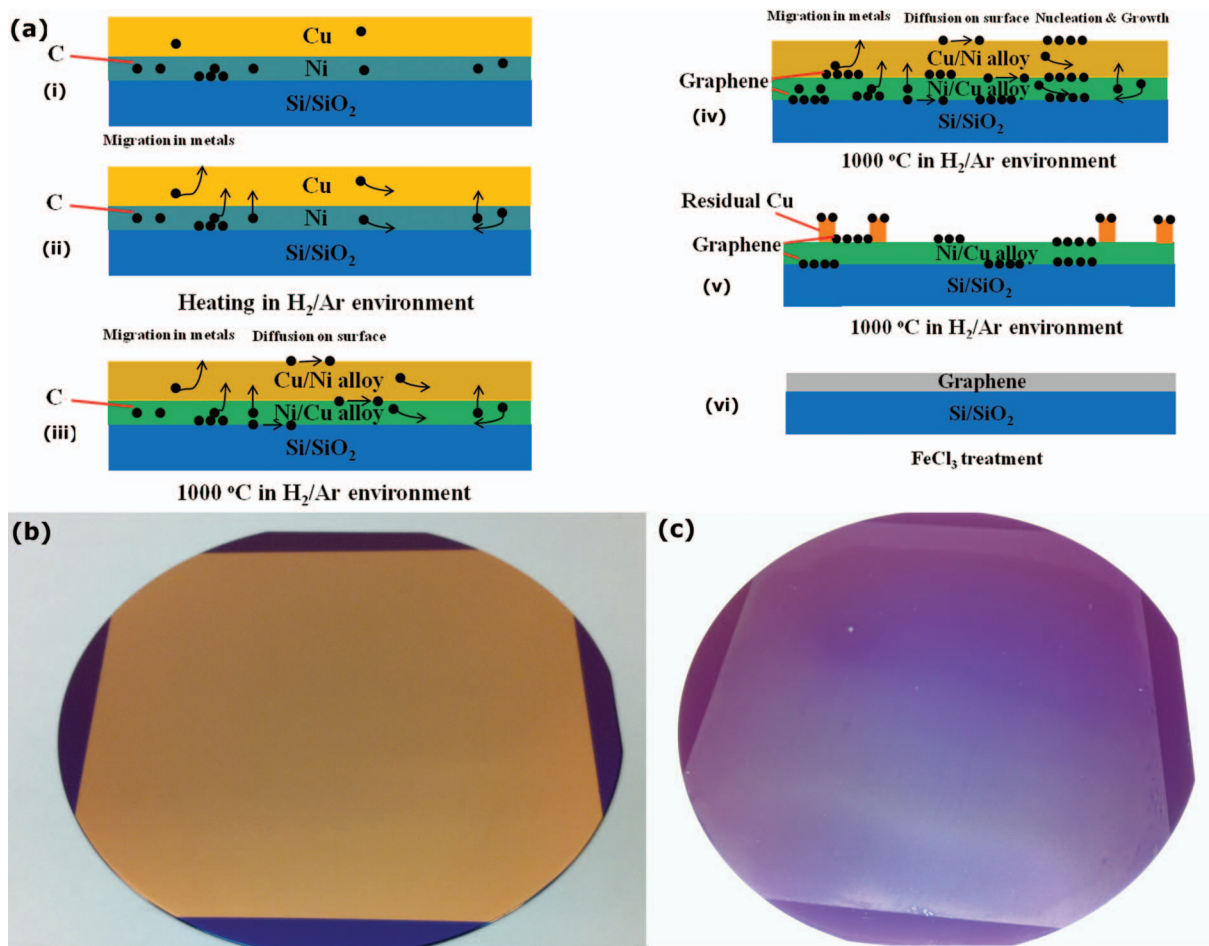 (a)
Cu
C
Ni
(i)
Si/SiO₂
Migration in metals
Cu
C
Ni
(ii)
Si/SiO₂
Heating in H₂/Ar environment
Migration in metals Diffusion on surface
Cu/Ni alloy
C
Ni/Cu alloy
(iii)
Si/SiO₂
1000 °C in H₂/Ar environment
Migration in metals Diffusion on surface Nucleation & Growth
Cu/Ni alloy
Graphene
Ni/Cu alloy
(iv)
Si/SiO₂
1000 °C in H₂/Ar environment
Residual Cu
Graphene
Ni/Cu alloy
(v)
Si/SiO₂
1000 °C in H₂/Ar environment
Graphene
(vi)
Si/SiO₂
FeCl₃ treatment
(b)
(c)